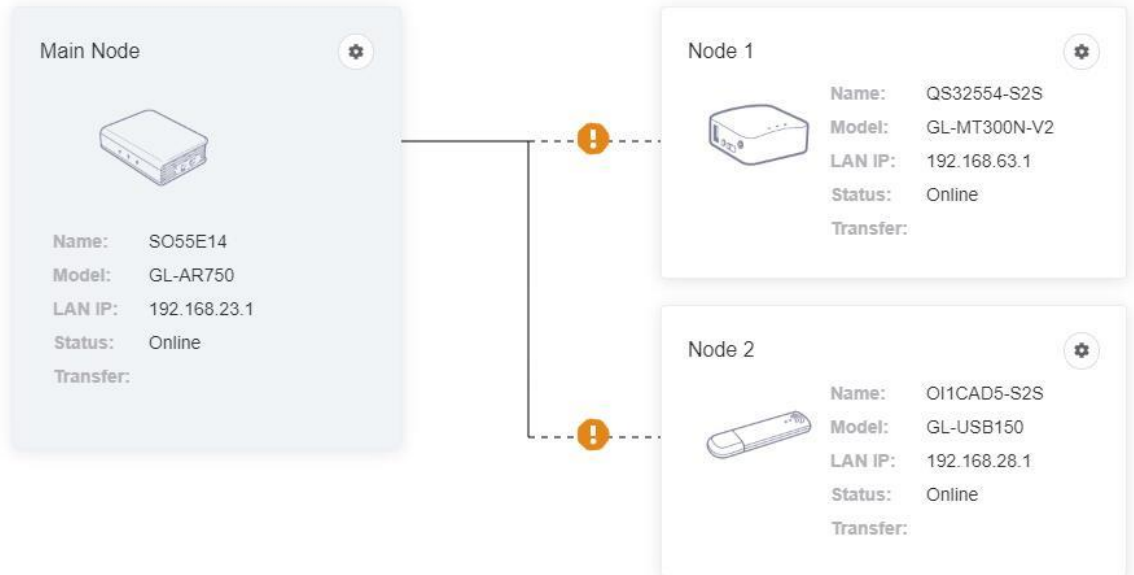 Main Node
Name: SO55E14
Model: GL-AR750
LAN IP: 192.168.23.1
Status: Online
Transfer:
Node 1
Name: QS32554-S2S
Model: GL-MT300N-V2
LAN IP: 192.168.63.1
Status: Online
Transfer:
Node 2
Name: OI1CAD5-S2S
Model: GL-USB150
LAN IP: 192.168.28.1
Status: Online
Transfer: